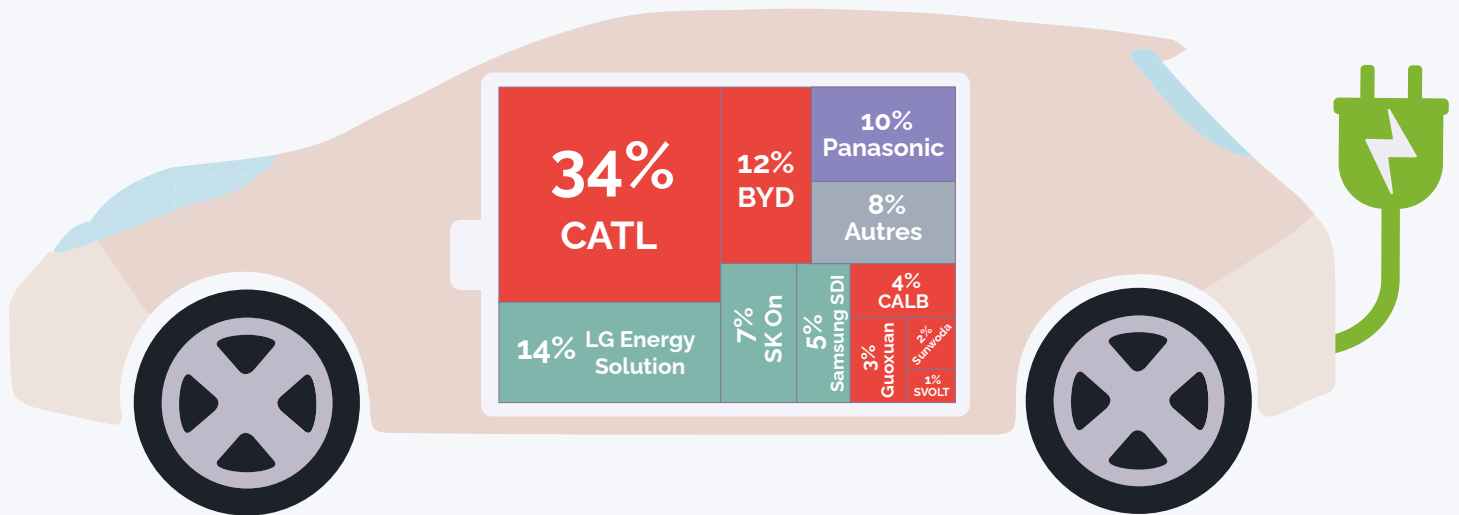 34%
CATL
12%
BYD
10%
Panasonic
8%
Autres
14%
LG Energy
Solution
7%
SK On
5%
Samsung SDI
4%
CALB
3%
Guoxuan
2%
Sunwoda
1%
SVOLT